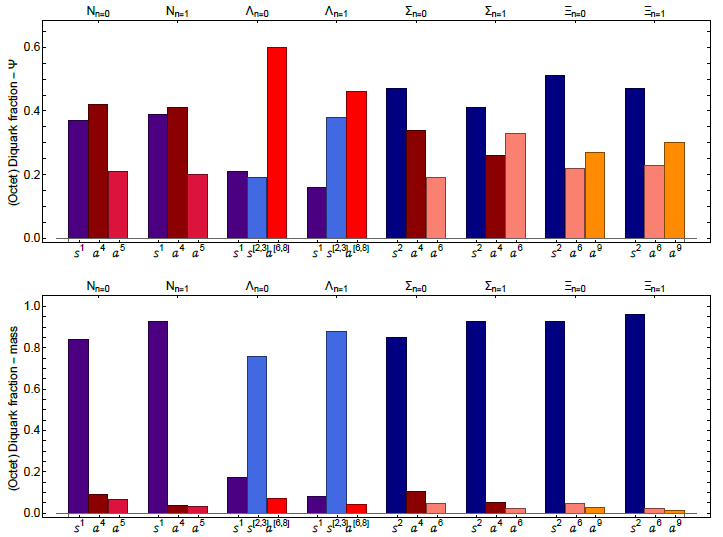 N_{n=0} N_{n=1} Λ_{n=0} Λ_{n=1} Σ_{n=0} Σ_{n=1} Ξ_{n=0} Ξ_{n=1}
(Octet) Diquark fraction – Ψ
0.6
0.4
0.2
0.0
s^1 a^4 a^5 s^1 a^4 a^5 s^1 s^[2,3] a^[6,8] s^1 s^[2,3] a^[6,8] s^2 a^4 a^6 s^2 a^4 a^6 s^2 a^6 a^9 s^2 a^6 a^9
N_{n=0} N_{n=1} Λ_{n=0} Λ_{n=1} Σ_{n=0} Σ_{n=1} Ξ_{n=0} Ξ_{n=1}
(Octet) Diquark fraction – mass
1.0
0.8
0.6
0.4
0.2
0.0
s^1 a^4 a^5 s^1 a^4 a^5 s^1 s^[2,3] a^[6,8] s^1 s^[2,3] a^[6,8] s^2 a^4 a^6 s^2 a^4 a^6 s^2 a^6 a^9 s^2 a^6 a^9